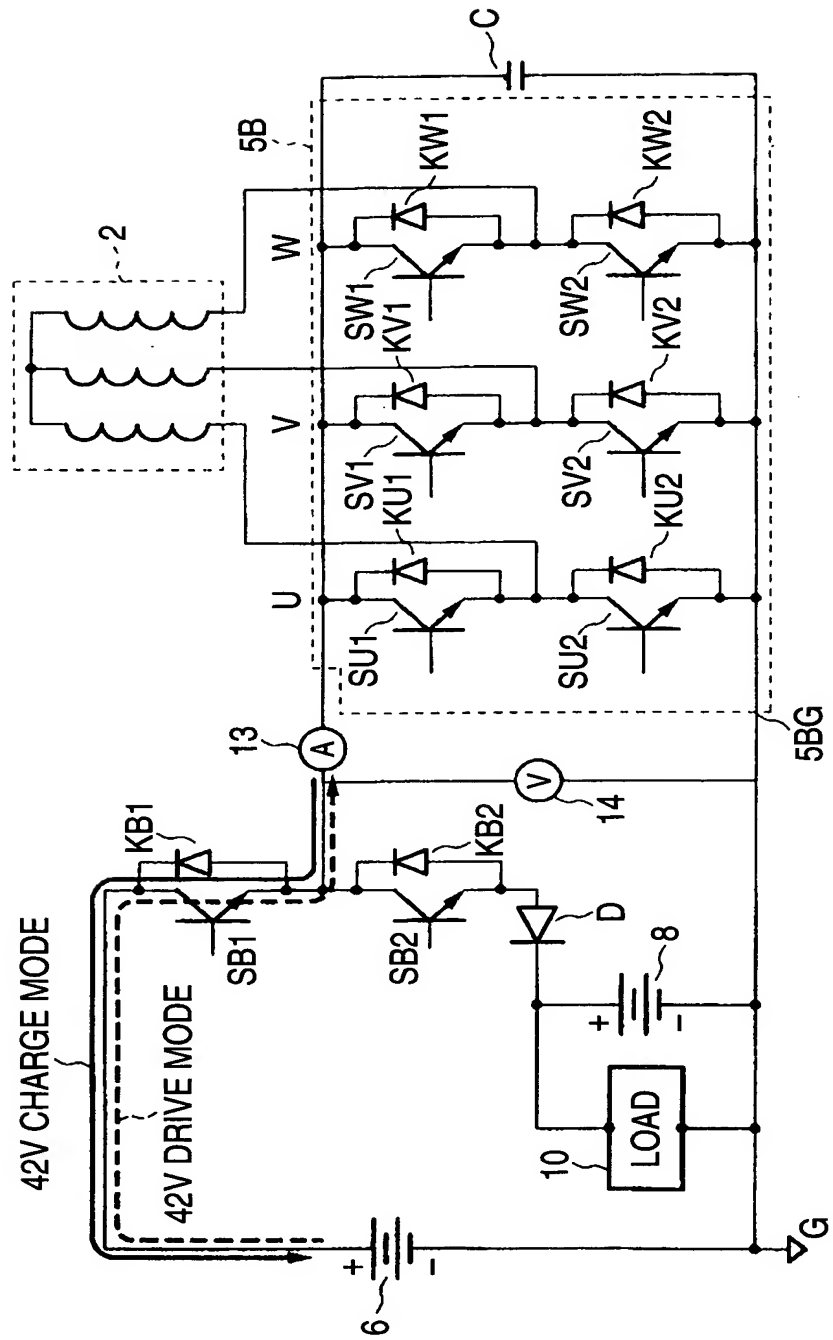 42V CHARGE MODE
42V DRIVE MODE
KB1
SB1
KB2
SB2
D
8
+
-
6
+
-
10
LOAD
G
13
A
V
14
2
5B
U
V
W
C
SU1
KU1
SV1
KV1
SW1
KW1
SU2
KU2
SV2
KV2
SW2
KW2
5BG